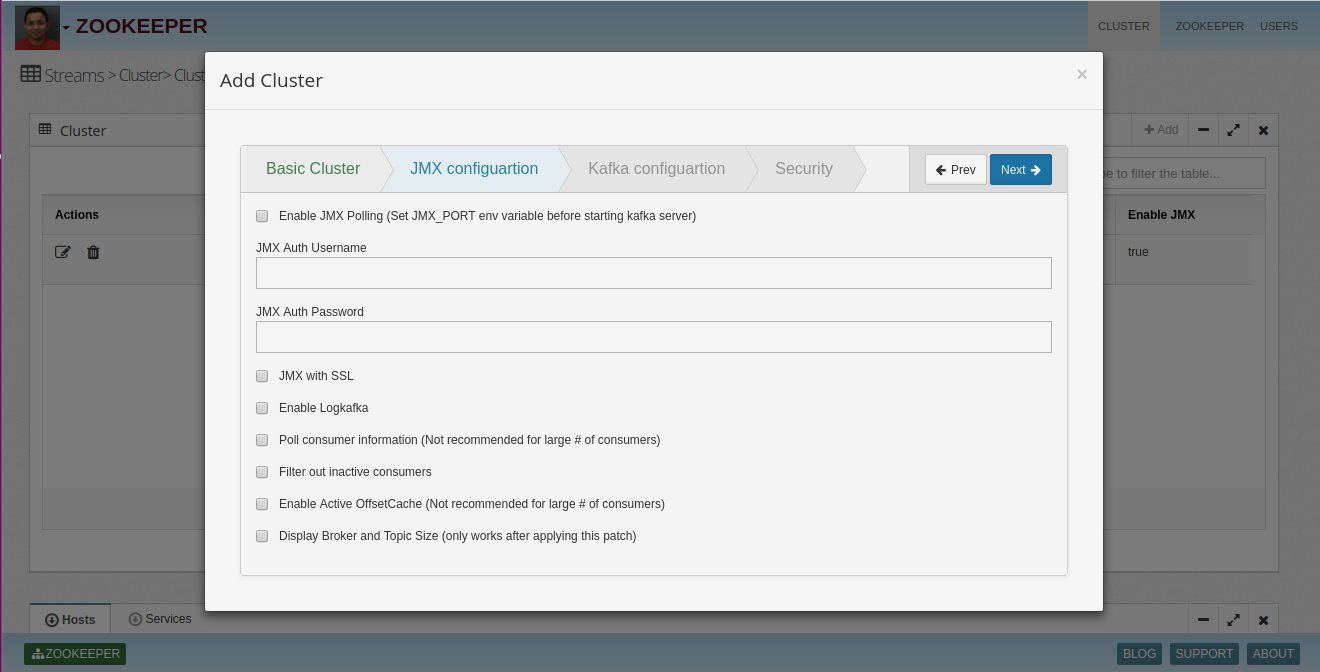 ZOOKEEPER
CLUSTER ZOOKEEPER USERS
Streams > Cluster> Clust
Add Cluster
×
Cluster
Add
Basic Cluster JMX configuartion Kafka configuartion Security Prev Next
to filter the table...
Actions
Enable JMX
true
Enable JMX Polling (Set JMX_PORT env variable before starting kafka server)
JMX Auth Username
JMX Auth Password
JMX with SSL
Enable Logkafka
Poll consumer information (Not recommended for large # of consumers)
Filter out inactive consumers
Enable Active OffsetCache (Not recommended for large # of consumers)
Display Broker and Topic Size (only works after applying this patch)
Hosts Services
ZOOKEEPER
BLOG SUPPORT ABOUT